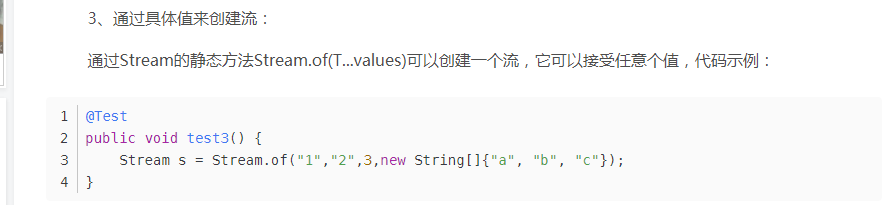 3、通过具体值来创建流：
通过Stream的静态方法Stream.of(T...values)可以创建一个流，它可以接受任意个值，代码示例：
1 @Test
2 public void test3() {
3     Stream s = Stream.of("1","2",3,new String[]{"a", "b", "c"});
4 }